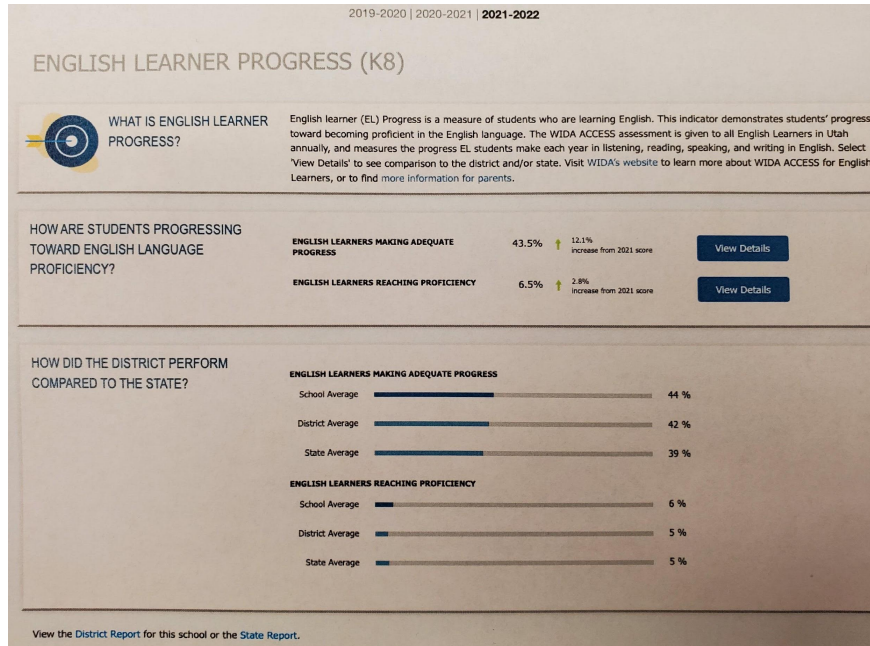 2019-2020 | 2020-2021 | 2021-2022
ENGLISH LEARNER PROGRESS (K8)
WHAT IS ENGLISH LEARNER
PROGRESS?
English learner (EL) Progress is a measure of students who are learning English. This indicator demonstrates students' progress
toward becoming proficient in the English language. The WIDA ACCESS assessment is given to all English Learners in Utah
annually, and measures the progress EL students make each year in listening, reading, speaking, and writing in English. Select
'View Details' to see comparison to the district and/or state. Visit WIDA's website to learn more about WIDA ACCESS for English
Learners, or to find more information for parents.
HOW ARE STUDENTS PROGRESSING
TOWARD ENGLISH LANGUAGE
PROFICIENCY?
ENGLISH LEARNERS MAKING ADEQUATE
PROGRESS
43.5%
12.1%
increase from 2021 score
View Details
ENGLISH LEARNERS REACHING PROFICIENCY
6.5%
2.8%
increase from 2021 score
View Details
HOW DID THE DISTRICT PERFORM
COMPARED TO THE STATE?
ENGLISH LEARNERS MAKING ADEQUATE PROGRESS
School Average 44 %
District Average 42 %
State Average 39 %
ENGLISH LEARNERS REACHING PROFICIENCY
School Average 6 %
District Average 5 %
State Average 5 %
View the District Report for this school or the State Report.